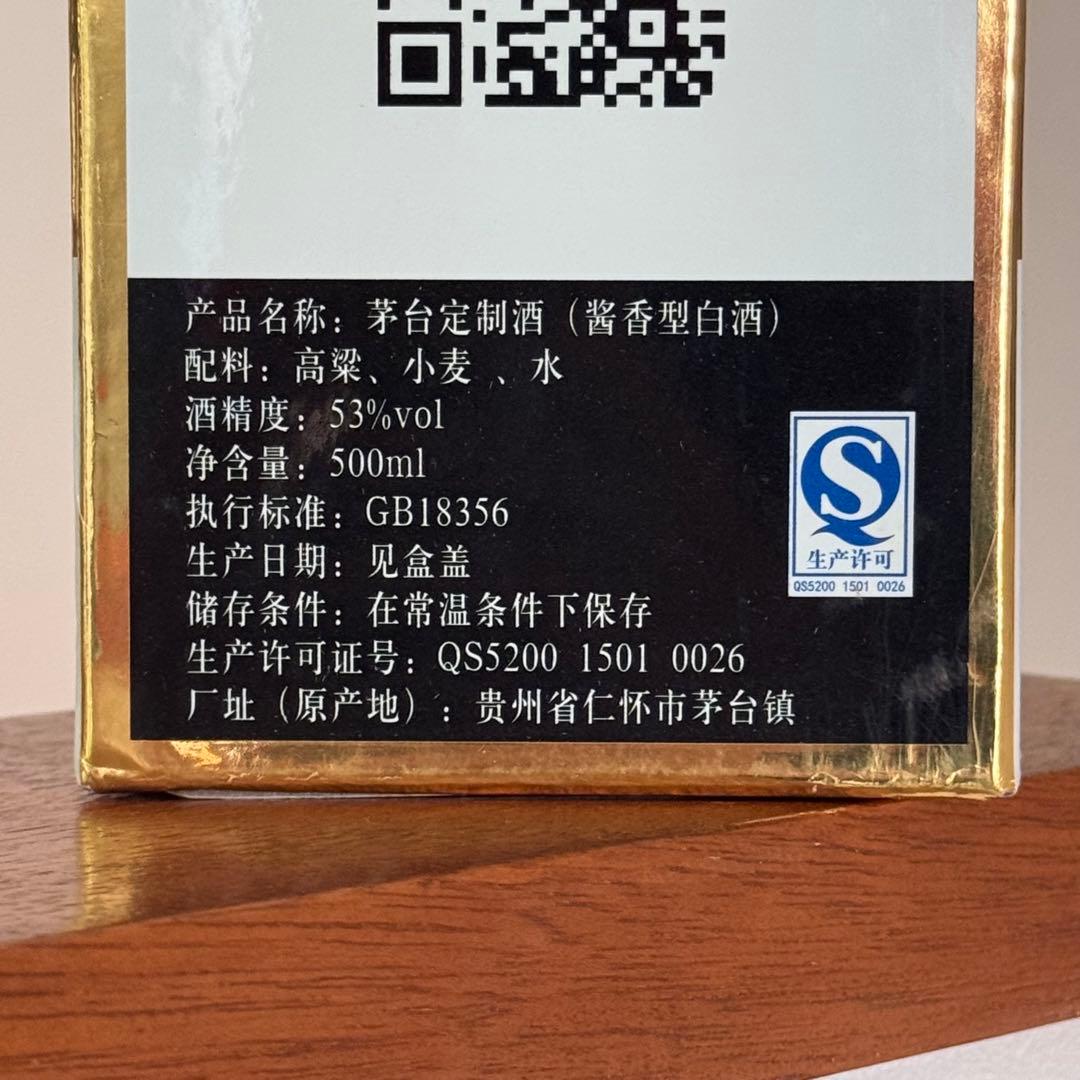 产品名称：茅台定制酒（酱香型白酒）
配料：高粱、小麦 、水
酒精度：53%vol
净含量：500ml
执行标准：GB18356
生产日期：见盒盖
储存条件：在常温条件下保存
生产许可证号：QS5200 1501 0026
厂址（原产地）：贵州省仁怀市茅台镇
生产许可
QS5200 1501 0026